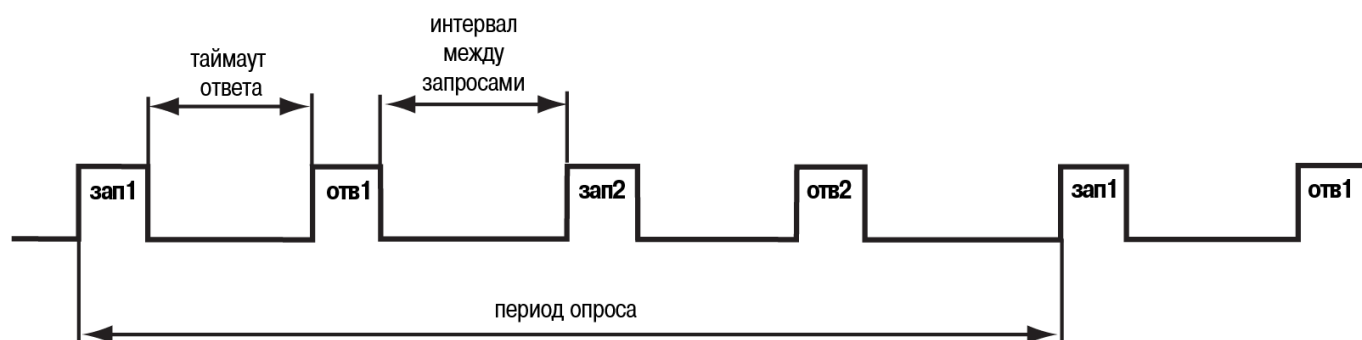 таймаут
ответа
интервал
между
запросами
зап1
отв1
зап2
отв2
зап1
отв1
период опроса